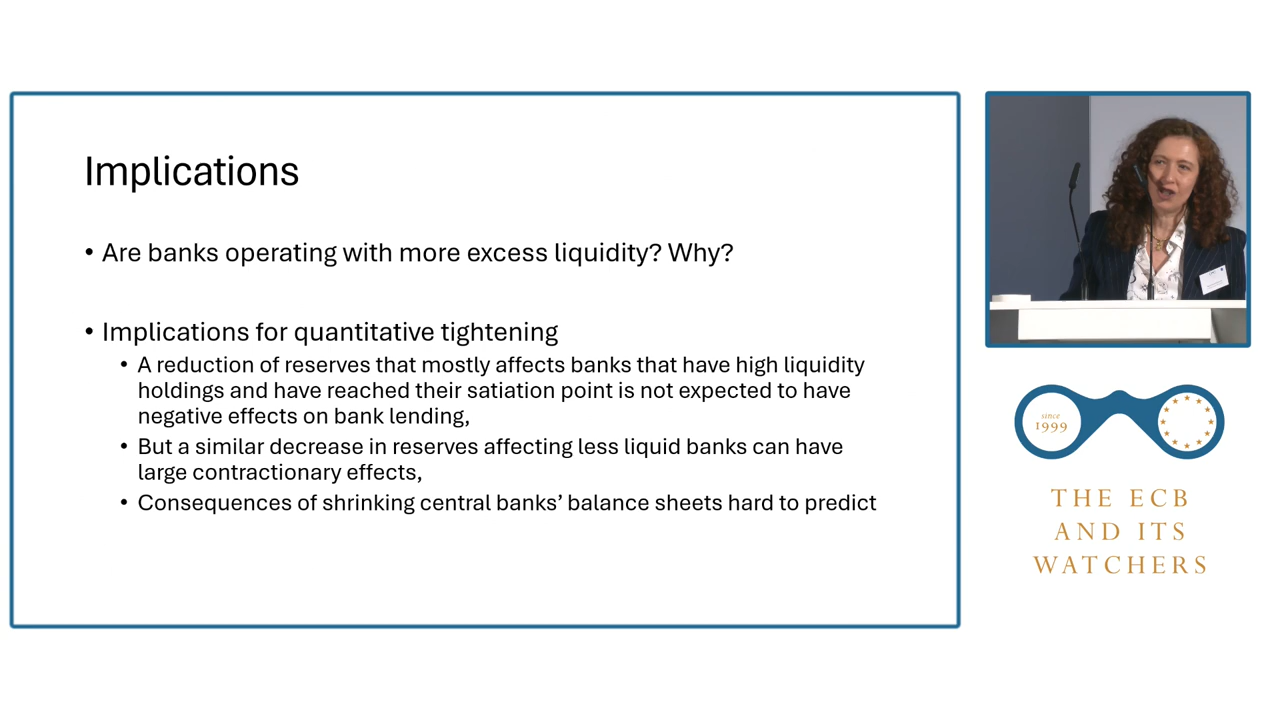 Implications
• Are banks operating with more excess liquidity? Why?
• Implications for quantitative tightening
• A reduction of reserves that mostly affects banks that have high liquidity
holdings and have reached their satiation point is not expected to have
negative effects on bank lending,
• But a similar decrease in reserves affecting less liquid banks can have
large contractionary effects,
• Consequences of shrinking central banks’ balance sheets hard to predict
since
1999
THE ECB
AND ITS
WATCHERS